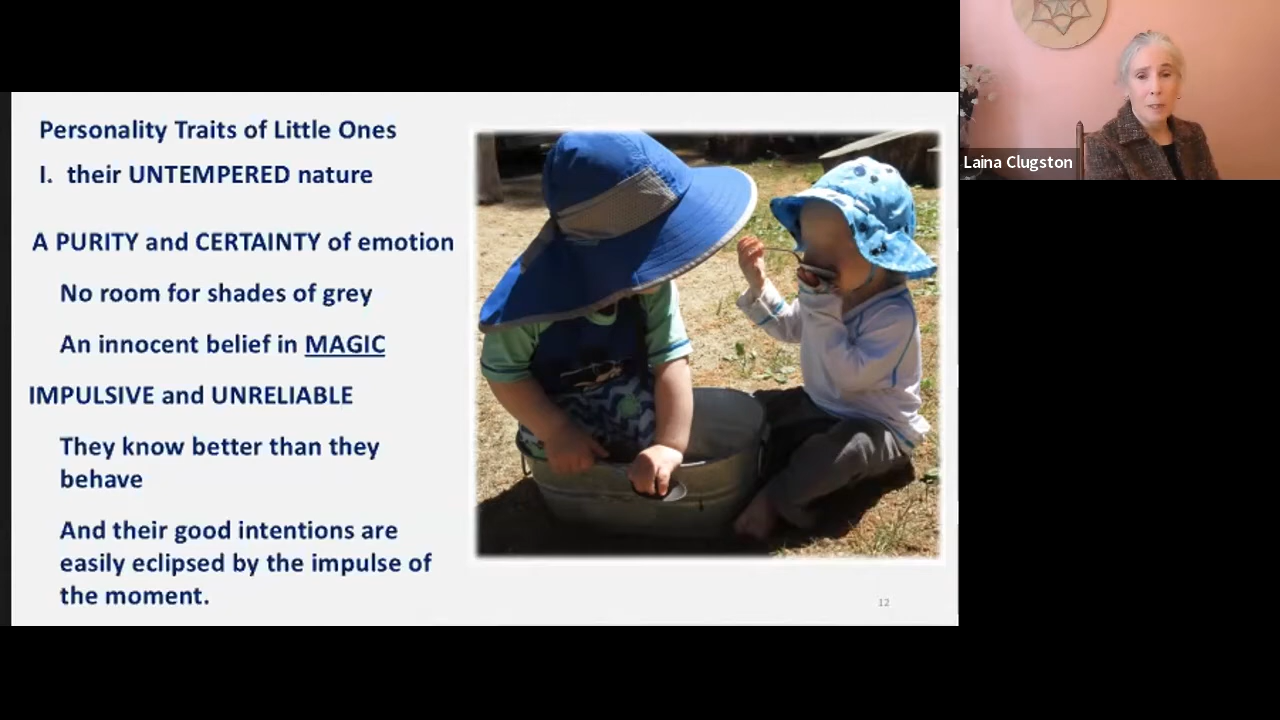 Personality Traits of Little Ones
I. their UNTEMPERED nature
A PURITY and CERTAINTY of emotion
No room for shades of grey
An innocent belief in MAGIC
IMPULSIVE and UNRELIABLE
They know better than they
behave
And their good intentions are
easily eclipsed by the impulse of
the moment.
12
Laina Clugston